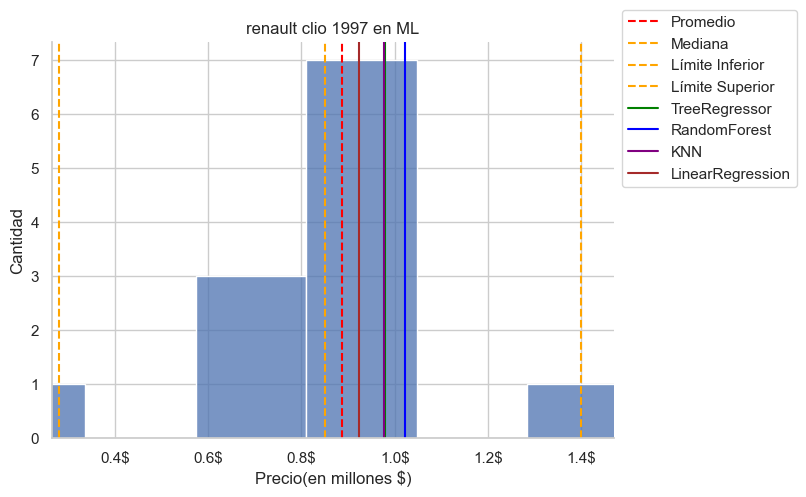 renault clio 1997 en ML
Promedio
Mediana
Límite Inferior
Límite Superior
TreeRegressor
RandomForest
KNN
LinearRegression
Cantidad
7
6
5
4
3
2
1
0
0.4$ 0.6$ 0.8$ 1.0$ 1.2$ 1.4$
Precio(en millones $)